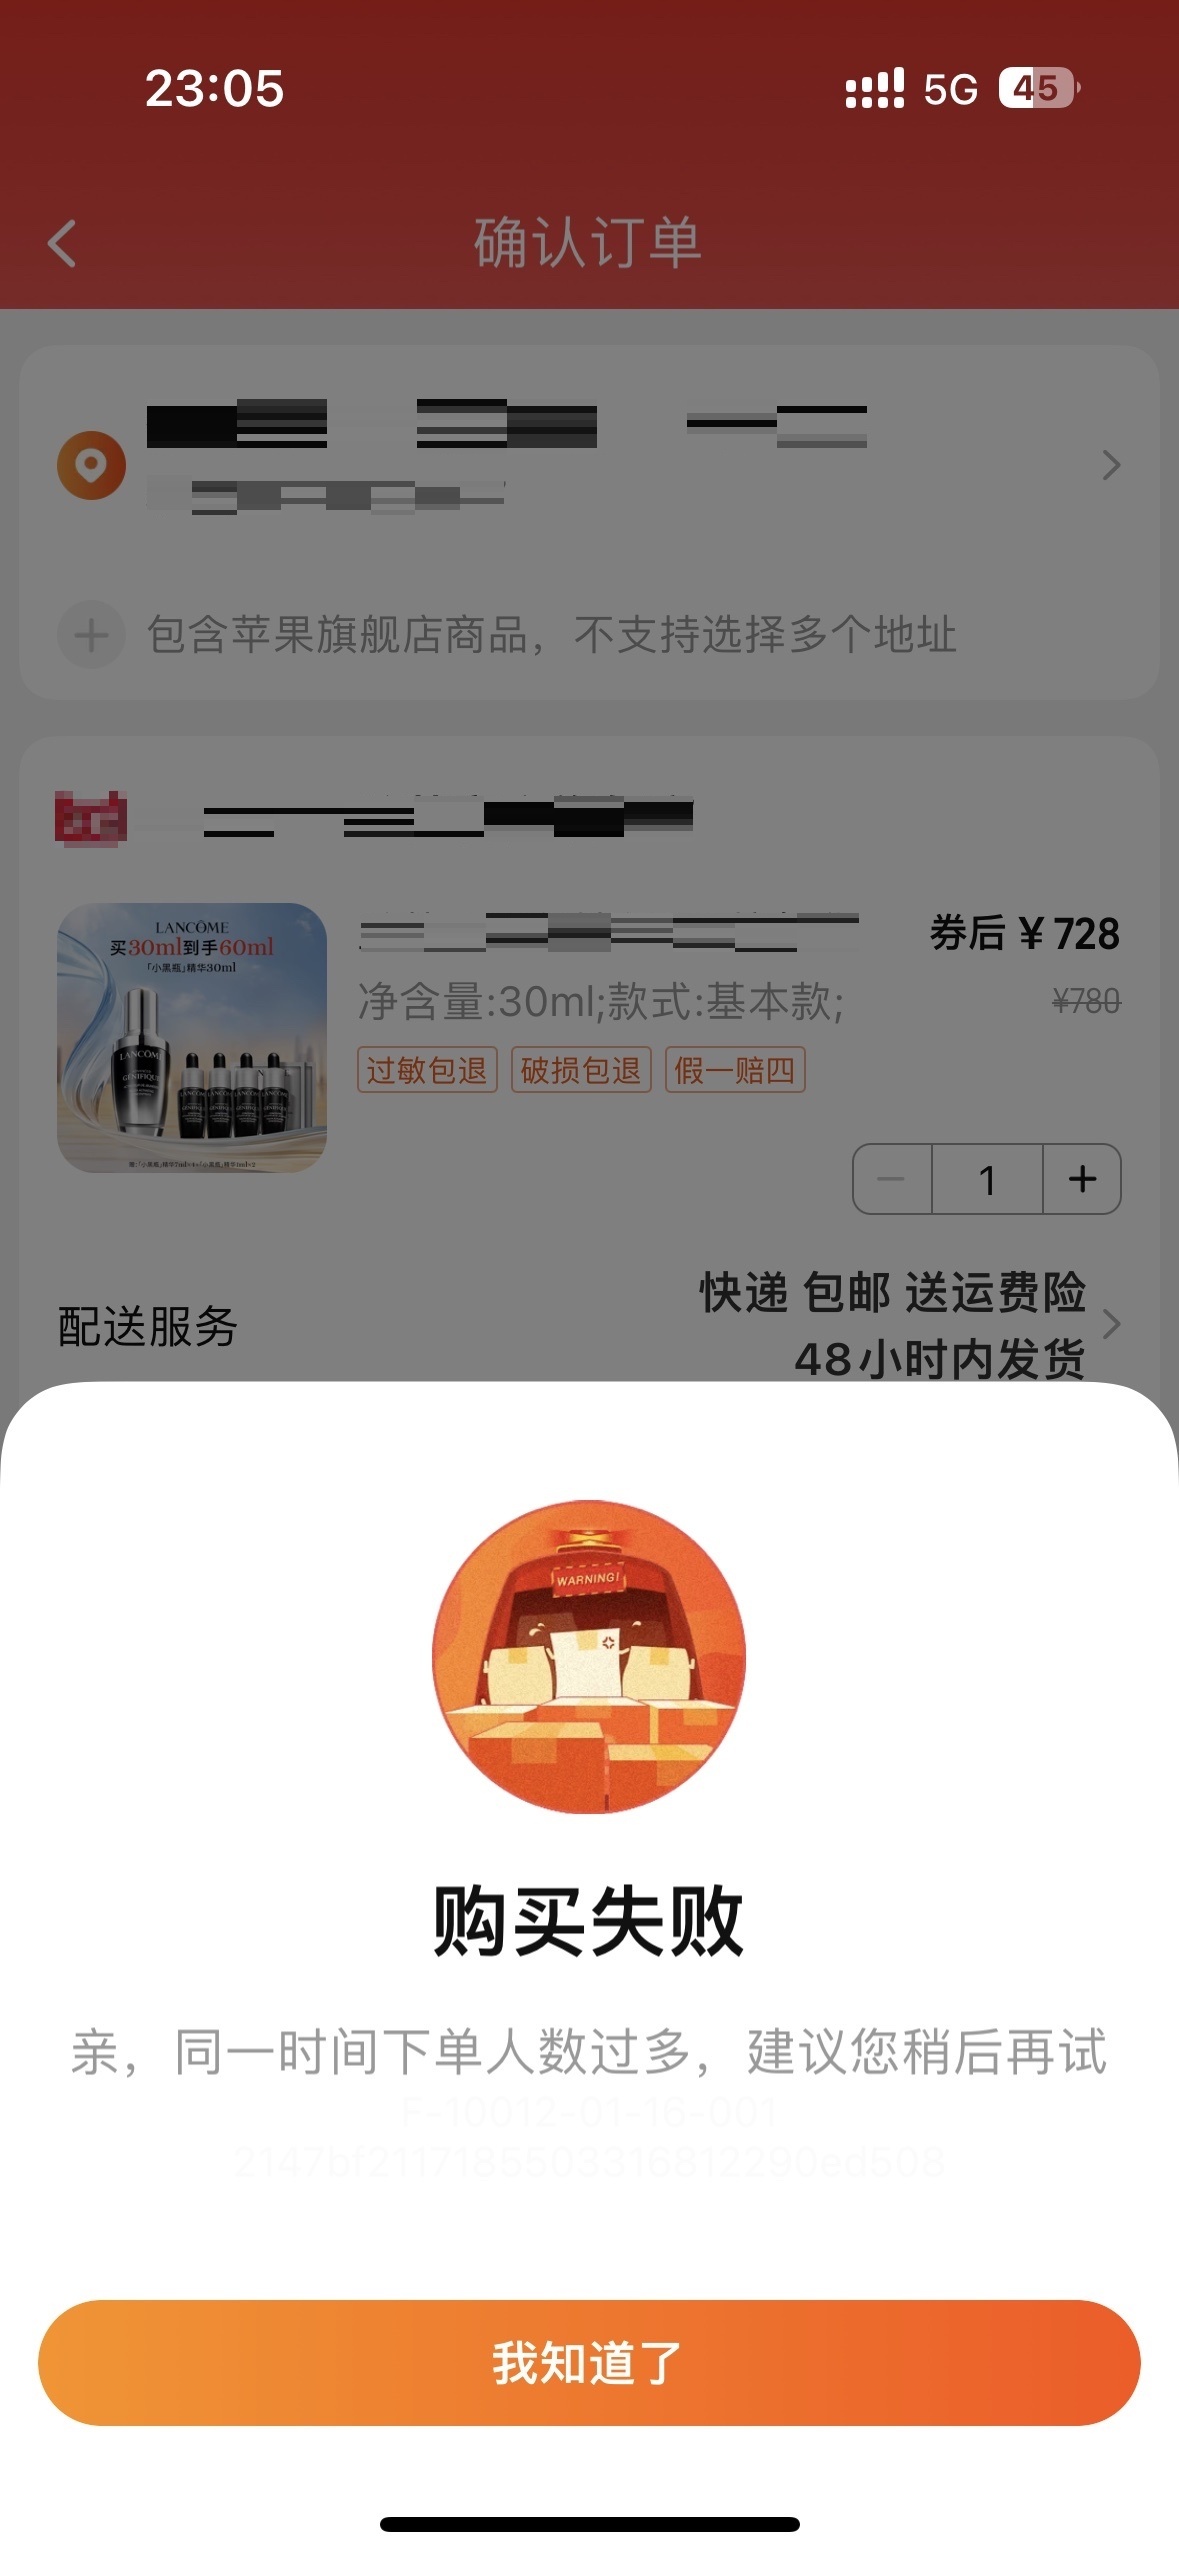 23:05
5G
45
确认订单
包含苹果旗舰店商品，不支持选择多个地址
LANCÔME
买30ml到手60ml
「小黑瓶」精华30ml
LANCÔME
GÉNIFIQUE
券后 ¥ 728
净含量:30ml;款式:基本款;
¥780
过敏包退 破损包退 假一赔四
1
快递 包邮 送运费险
配送服务
48小时内发货
WARNING!
购买失败
亲，同一时间下单人数过多，建议您稍后再试
F-10012-01-16-001
2147bf2117185503316812290ed508
我知道了